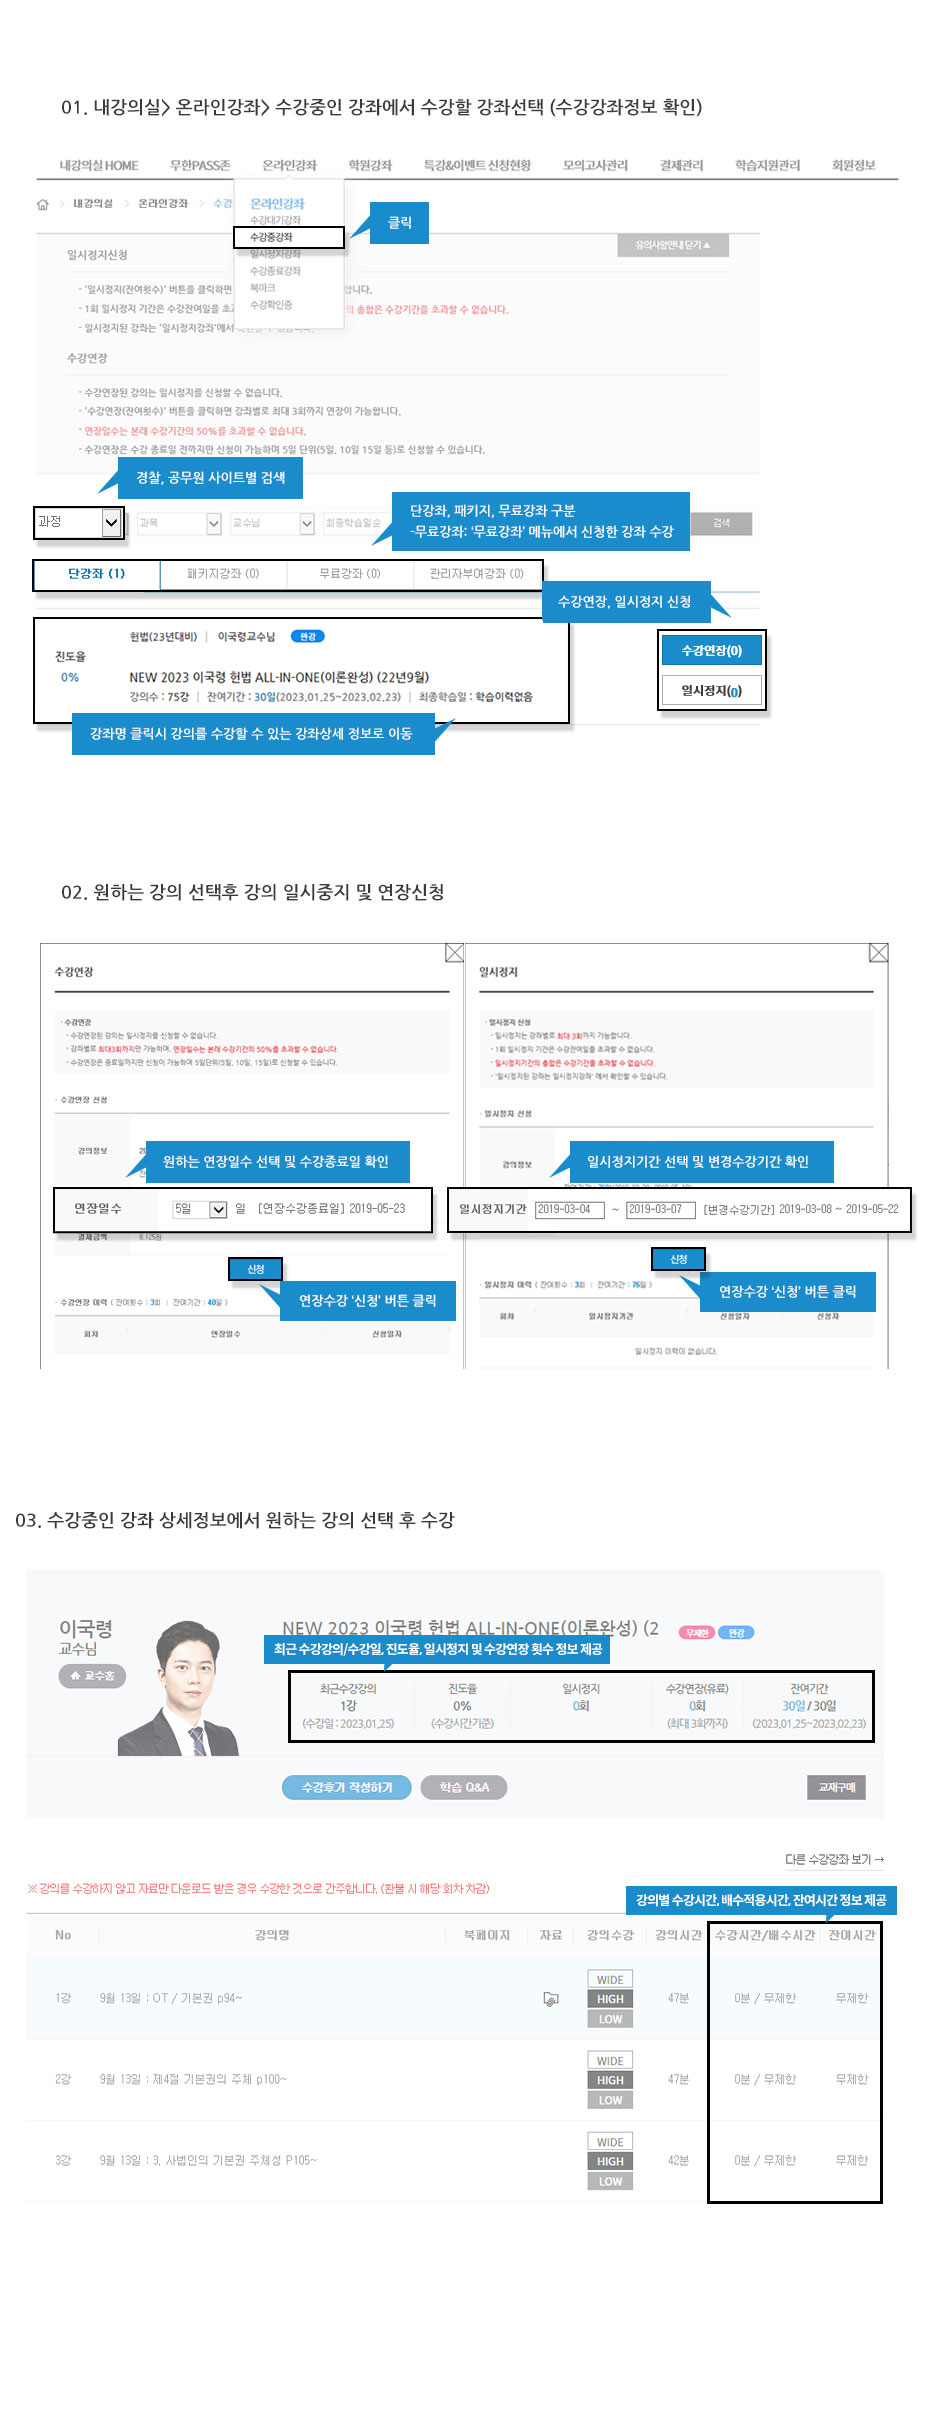 01. 내강의실> 온라인강좌> 수강중인 강좌에서 수강할 강좌선택 (수강강좌정보 확인)
내강의실 HOME 무한PASS존 온라인강좌 학원강좌 특강&이벤트 신청현황 모의고사관리 결제관리 학습지원관리 회원정보
내강의실 온라인강좌 수강
온라인강좌
수강대기강좌
수강중강좌
일시정지강좌
수강종료강좌
북마크
수강확인증
클릭
유의사항안내 닫기 ▲
일시정지신청
- '일시정지(잔여횟수)' 버튼을 클릭하면 합니다.
- 1회 일시정지 기간은 수강잔여일을 초과 의 총합은 수강기간을 초과할 수 없습니다.
- 일시정지된 강좌는 '일시정지강좌'에서
수강연장
- 수강연장된 강의는 일시정지를 신청할 수 없습니다.
- '수강연장(잔여횟수)' 버튼을 클릭하면 강좌별로 최대 3회까지 연장이 가능합니다.
- 연장일수는 본래 수강기간의 50%를 초과할 수 없습니다.
- 수강연장은 수강 종료일 전까지만 신청이 가능하며 5일 단위(5일, 10일 15일 등)로 신청할 수 있습니다.
경찰, 공무원 사이트별 검색
과정 과목 교수님 최종학습일순 검색
단강좌, 패키지, 무료강좌 구분
-무료강좌: '무료강좌' 메뉴에서 신청한 강좌 수강
단강좌 (1) 패키지강좌 (0) 무료강좌 (0) 관리자부여강좌 (0)
수강연장, 일시정지 신청
헌법(23년대비) | 이국령교수님 완강
진도율
0%
NEW 2023 이국령 헌법 ALL-IN-ONE(이론완성) (22년9월)
강의수 : 75강 | 잔여기간 : 30일(2023.01.25~2023.02.23) | 최종학습일 : 학습이력없음
수강연장(0)
일시정지(0)
강좌명 클릭시 강의를 수강할 수 있는 강좌상세 정보로 이동
02. 원하는 강의 선택후 강의 일시중지 및 연장신청
수강연장
· 수강연장
- 수강연장된 강의는 일시정지를 신청할 수 없습니다.
- 강좌별로 최대3회까지만 가능하며, 연장일수는 본래 수강기간의 50%를 초과할 수 없습니다.
- 수강연장은 종료일까지만 신청이 가능하며 5일단위(5일, 10일, 15일)로 신청할 수 있습니다.
· 수강연장 신청
강의정보
원하는 연장일수 선택 및 수강종료일 확인
연장일수 5일 일 [연장수강종료일] 2019-05-23
결제금액 8,125원
신청
연장수강 '신청' 버튼 클릭
· 수강연장 이력 ( 잔여횟수 : 3회 | 잔여기간 : 40일 )
회차 연장일수 신청일자
일시정지
· 일시정지 신청
- 일시정지는 강좌별로 최대 3회까지 가능합니다.
- 1회 일시정지 기간은 수강잔여일을 초과할 수 없습니다.
- 일시정지기간의 총합은 수강기간을 초과할 수 없습니다.
- '일시정지된 강좌는 일시정지강좌' 에서 확인할 수 있습니다.
· 일시정지 신청
강의정보
일시정지기간 선택 및 변경수강기간 확인
일시정지기간 2019-03-04 ~ 2019-03-07 [변경수강기간] 2019-03-08 ~ 2019-05-22
신청
연장수강 '신청' 버튼 클릭
· 일시정지 이력 ( 잔여횟수 : 3회 | 잔여기간 : 76일 )
회차 일시정지기간 신청일자 신청자
일시정지 이력이 없습니다.
03. 수강중인 강좌 상세정보에서 원하는 강의 선택 후 수강
이국령
교수님
교수홈
NEW 2023 이국령 헌법 ALL-IN-ONE(이론완성) (2 무제한 완강
최근 수강강의/수강일, 진도율, 일시정지 및 수강연장 횟수 정보 제공
최근수강강의 진도율 일시정지 수강연장(유료) 잔여기간
1강 0% 0회 0회 30일 / 30일
(수강일 : 2023.01.25) (수강시간기준) (최대 3회까지) (2023.01.25~2023.02.23)
수강후기 작성하기 학습 Q&A 교재구매
다른 수강강좌 보기 →
※ 강의를 수강하지 않고 자료만 다운로드 받은 경우 수강한 것으로 간주합니다. (환불 시 해당 회차 차감)
강의별 수강시간, 배수적용시간, 잔여시간 정보 제공
No 강의명 북페이지 자료 강의수강 강의시간 수강시간/배수시간 잔여시간
WIDE
1강 9월 13일 : OT / 기본권 p94~ HIGH 47분 0분 / 무제한 무제한
LOW
WIDE
2강 9월 13일 : 제4절 기본권의 주체 p100~ HIGH 47분 0분 / 무제한 무제한
LOW
WIDE
3강 9월 13일 : 3. 사법인의 기본권 주체성 P105~ HIGH 42분 0분 / 무제한 무제한
LOW